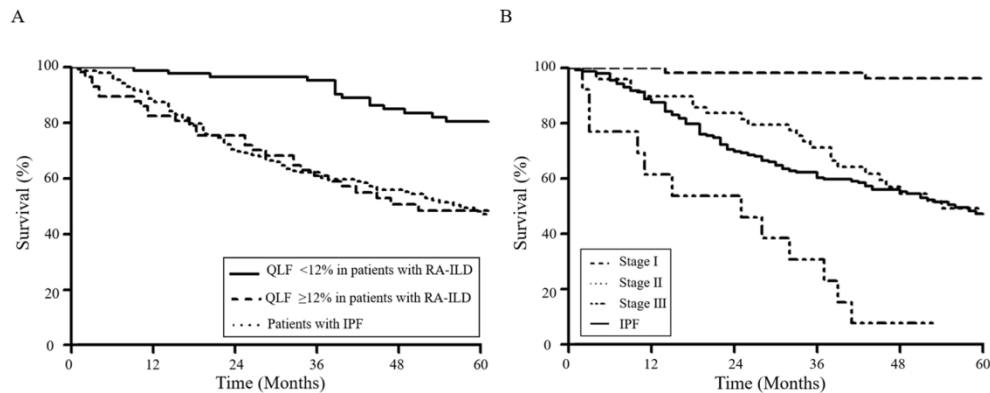 A
Survival (%)
100
80
60
40
20
0
QLF <12% in patients with RA-ILD
QLF ≥12% in patients with RA-ILD
Patients with IPF
0 12 24 36 48 60
Time (Months)
B
Survival (%)
100
80
60
40
20
0
Stage I
Stage II
Stage III
IPF
0 12 24 36 48 60
Time (Months)